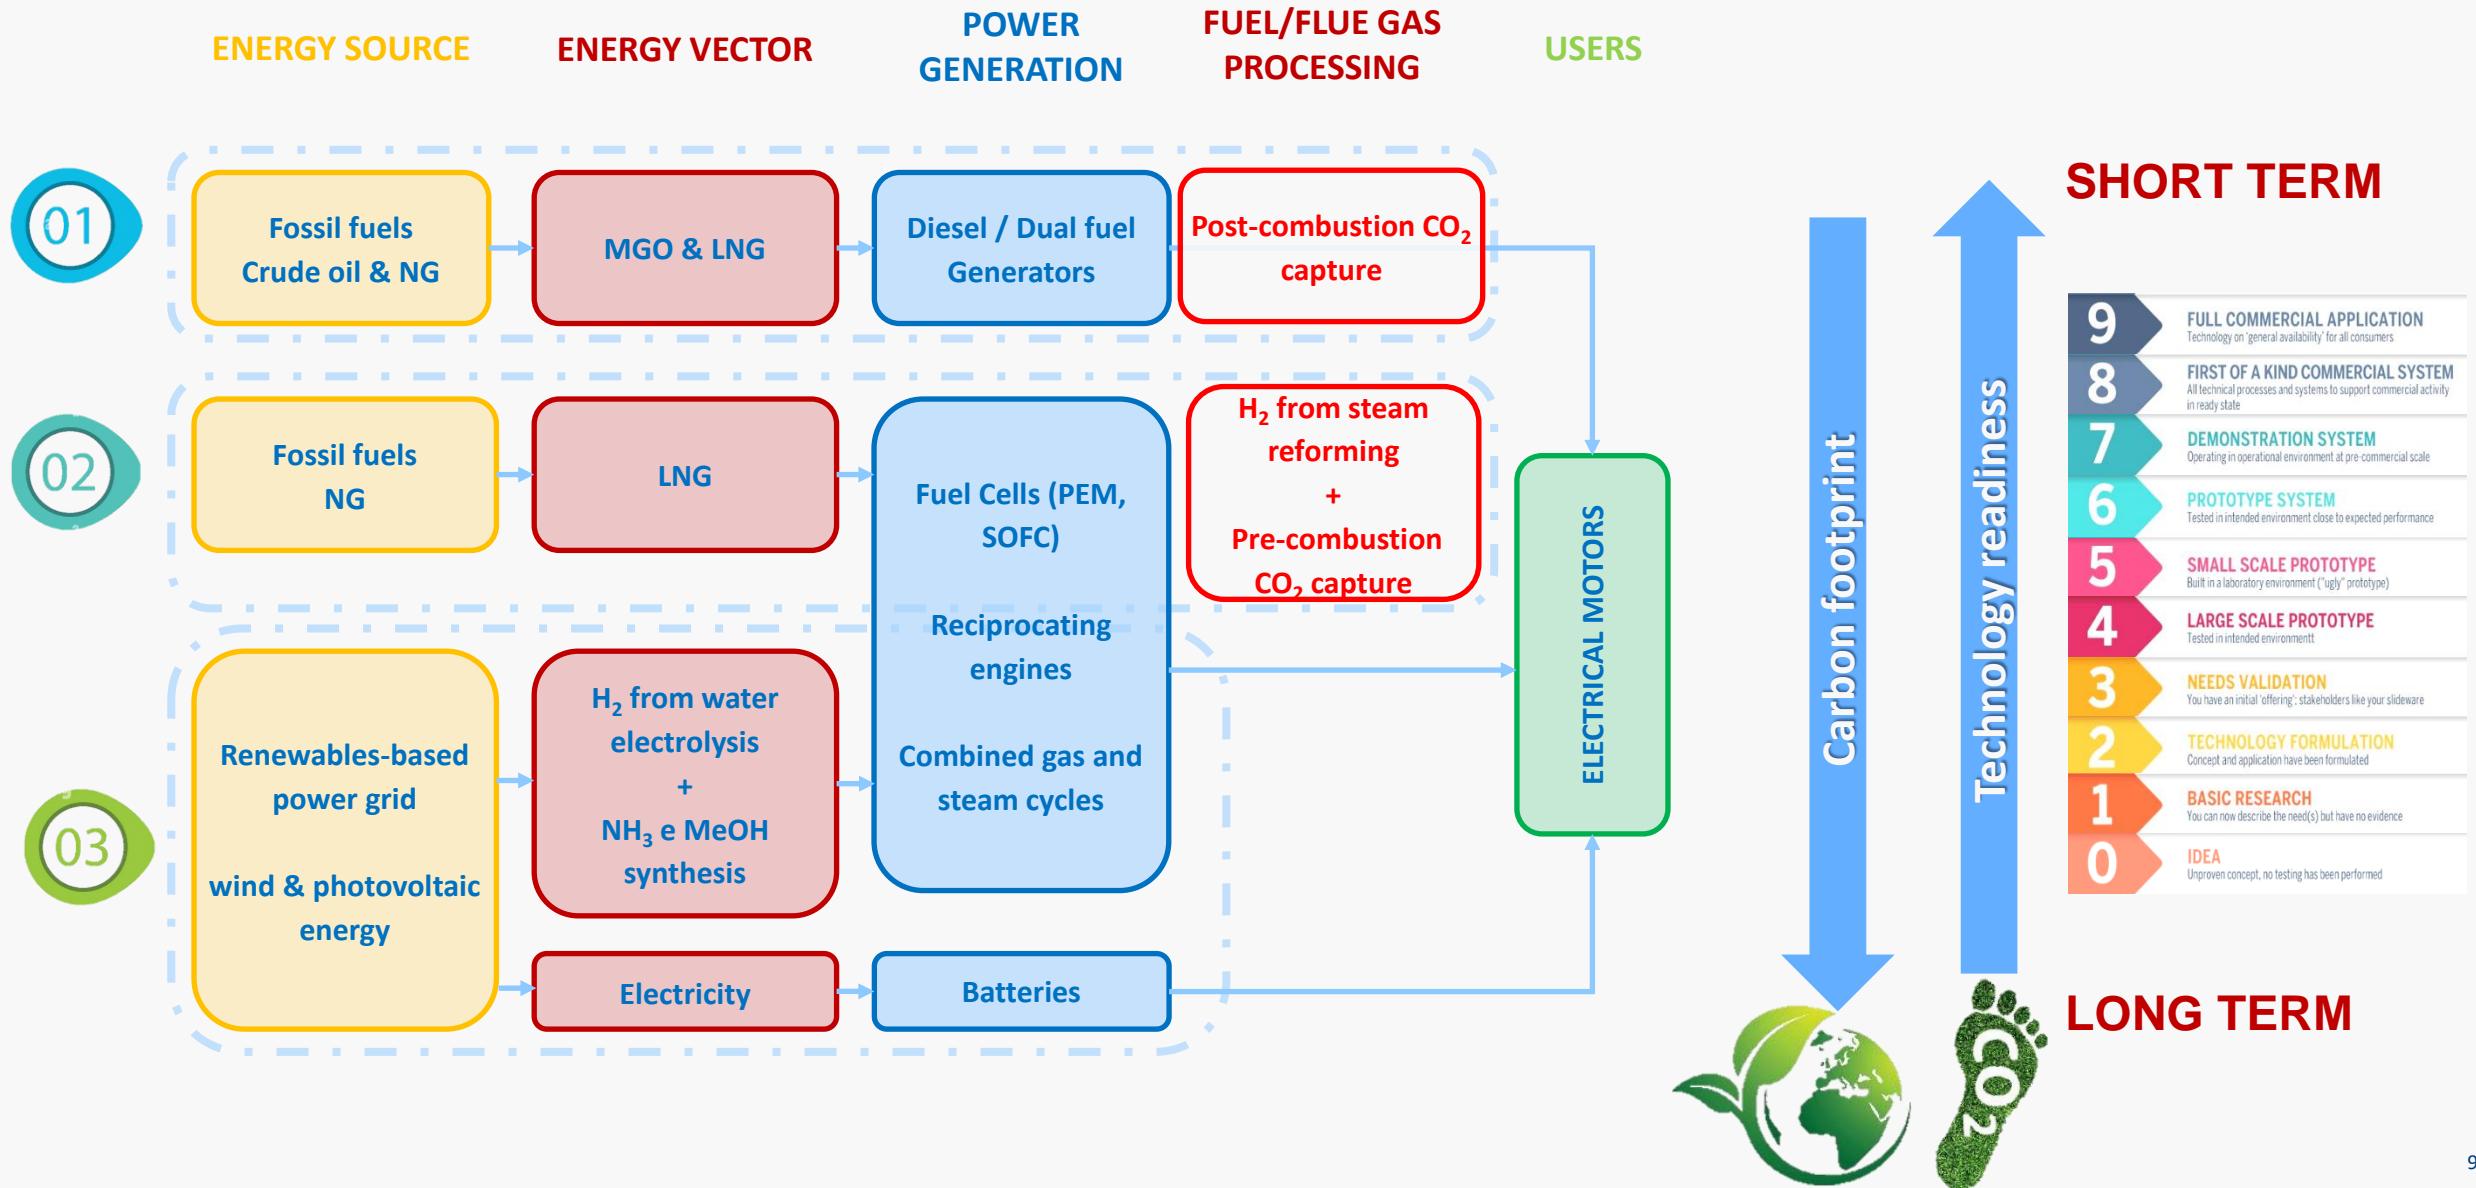 ENERGY SOURCE
ENERGY VECTOR
POWER
GENERATION
FUEL/FLUE GAS
PROCESSING
USERS
01
Fossil fuels
Crude oil & NG
MGO & LNG
Diesel / Dual fuel
Generators
Post-combustion CO₂
capture
02
Fossil fuels
NG
LNG
Fuel Cells (PEM,
SOFC)
Reciprocating
engines
Combined gas and
steam cycles
H₂ from steam
reforming
+
Pre-combustion
CO₂ capture
03
Renewables-based
power grid
wind & photovoltaic
energy
H₂ from water
electrolysis
+
NH₃ e MeOH
synthesis
Electricity
Batteries
ELECTRICAL MOTORS
Carbon footprint
Technology readiness
SHORT TERM
9
FULL COMMERCIAL APPLICATION
Technology on 'general availability' for all consumers
8
FIRST OF A KIND COMMERCIAL SYSTEM
All technical processes and systems to support commercial activity
in ready state
7
DEMONSTRATION SYSTEM
Operating in operational environment at pre-commercial scale
6
PROTOTYPE SYSTEM
Tested in intended environment close to expected performance
5
SMALL SCALE PROTOTYPE
Built in a laboratory environment ("ugly" prototype)
4
LARGE SCALE PROTOTYPE
Tested in intended environmentt
3
NEEDS VALIDATION
You have an initial 'offering'; stakeholders like your slideware
2
TECHNOLOGY FORMULATION
Concept and application have been formulated
1
BASIC RESEARCH
You can now describe the need(s) but have no evidence
0
IDEA
Unproven concept, no testing has been performed
LONG TERM
CO2
9